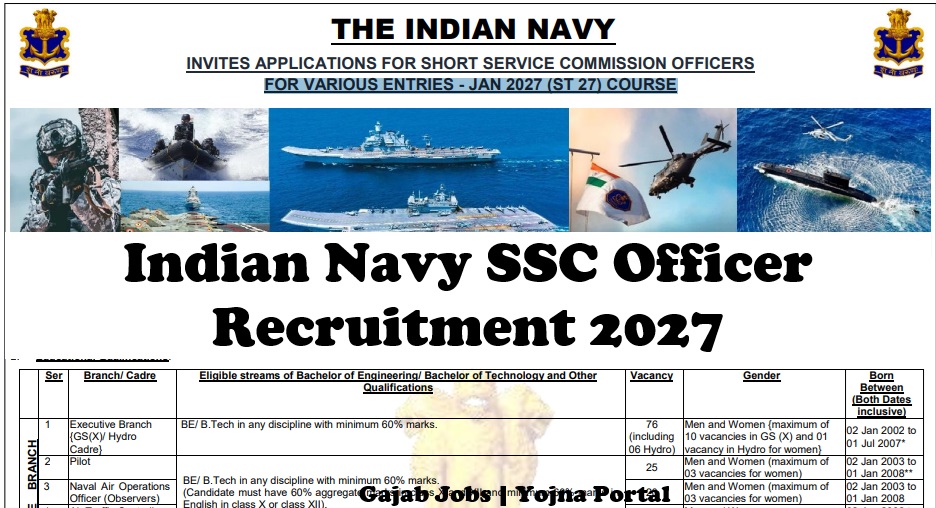 THE INDIAN NAVY
INVITES APPLICATIONS FOR SHORT SERVICE COMMISSION OFFICERS
FOR VARIOUS ENTRIES - JAN 2027 (ST 27) COURSE
Indian Navy SSC Officer
Recruitment 2027
Ser
Branch/ Cadre
Eligible streams of Bachelor of Engineering/ Bachelor of Technology and Other
Qualifications
Vacancy
Gender
Born
Between
(Both Dates
inclusive)
BRANCH
1
Executive Branch
{GS(X)/ Hydro
Cadre}
BE/ B.Tech in any discipline with minimum 60% marks.
76
(including
06 Hydro)
Men and Women {maximum of
10 vacancies in GS (X) and 01
vacancy in Hydro for women}
02 Jan 2002 to
01 Jul 2007*
2
Pilot
25
Men and Women (maximum of
03 vacancies for women)
02 Jan 2003 to
01 Jan 2008**
3
Naval Air Operations
Officer (Observers)
BE/ B.Tech in any discipline with minimum 60% marks.
(Candidate must have 60% aggregate
English in class X or class XII).
Men and Women (maximum of
03 vacancies for women)
02 Jan 2003 to
01 Jan 2008
Gajab Jobs | Yojna Portal